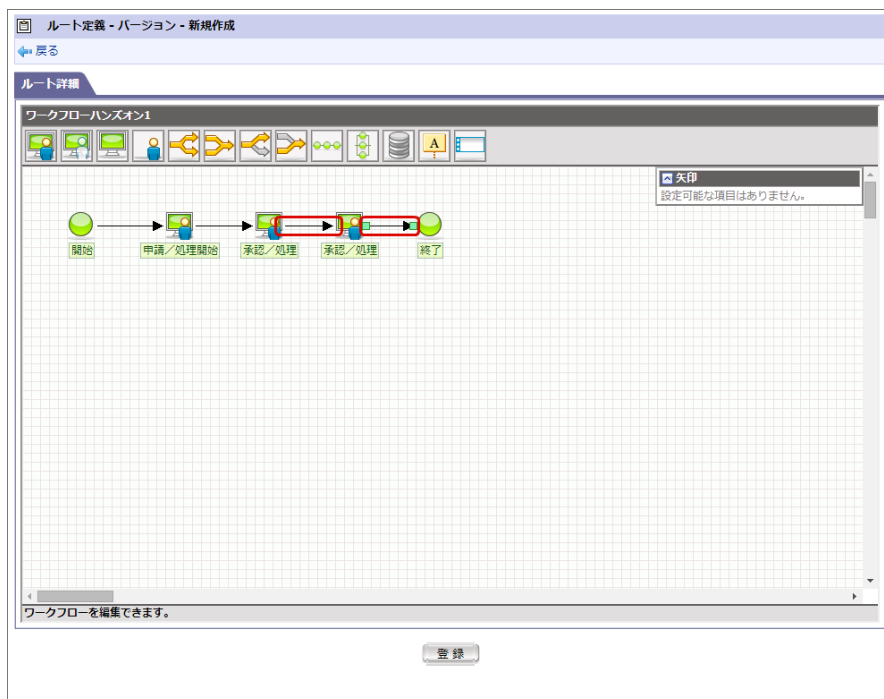 ルート定義 - バージョン - 新規作成
戻る
ルート詳細
ワークフローハンズオン1
A
矢印
設定可能な項目はありません。
開始
申請／処理開始
承認／処理
承認／処理
終了
ワークフローを編集できます。
登録